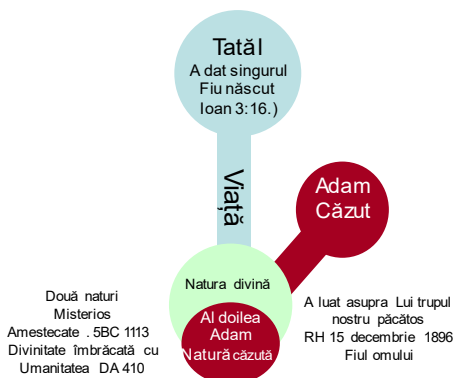 Tatăl
A dat singurul
Fiu născut
Ioan 3:16.)
Viață
Adam
Căzut
Natura divină
Al doilea
Adam
Natură căzută
Două naturi
Misterios
Amestecate . 5BC 1113
Divinitate îmbrăcată cu
Umanitatea DA 410
A luat asupra Lui trupul
nostru păcătos
RH 15 decembrie 1896
Fiul omului